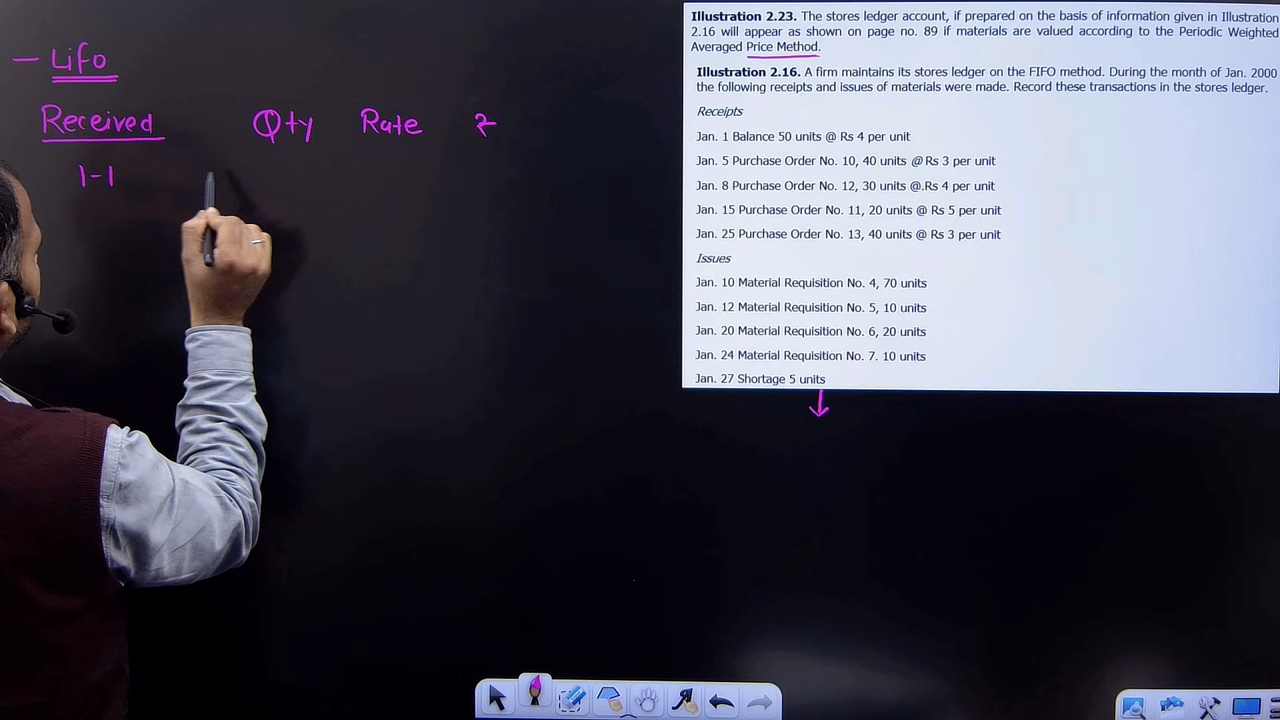 – Lifo
Received Qty Rate ₹
1-1
Illustration 2.23. The stores ledger account, if prepared on the basis of information given in Illustration
2.16 will appear as shown on page no. 89 if materials are valued according to the Periodic Weighted
Averaged Price Method.
Illustration 2.16. A firm maintains its stores ledger on the FIFO method. During the month of Jan. 2000
the following receipts and issues of materials were made. Record these transactions in the stores ledger.
Receipts
Jan. 1 Balance 50 units @ Rs 4 per unit
Jan. 5 Purchase Order No. 10, 40 units @ Rs 3 per unit
Jan. 8 Purchase Order No. 12, 30 units @.Rs 4 per unit
Jan. 15 Purchase Order No. 11, 20 units @ Rs 5 per unit
Jan. 25 Purchase Order No. 13, 40 units @ Rs 3 per unit
Issues
Jan. 10 Material Requisition No. 4, 70 units
Jan. 12 Material Requisition No. 5, 10 units
Jan. 20 Material Requisition No. 6, 20 units
Jan. 24 Material Requisition No. 7. 10 units
Jan. 27 Shortage 5 units